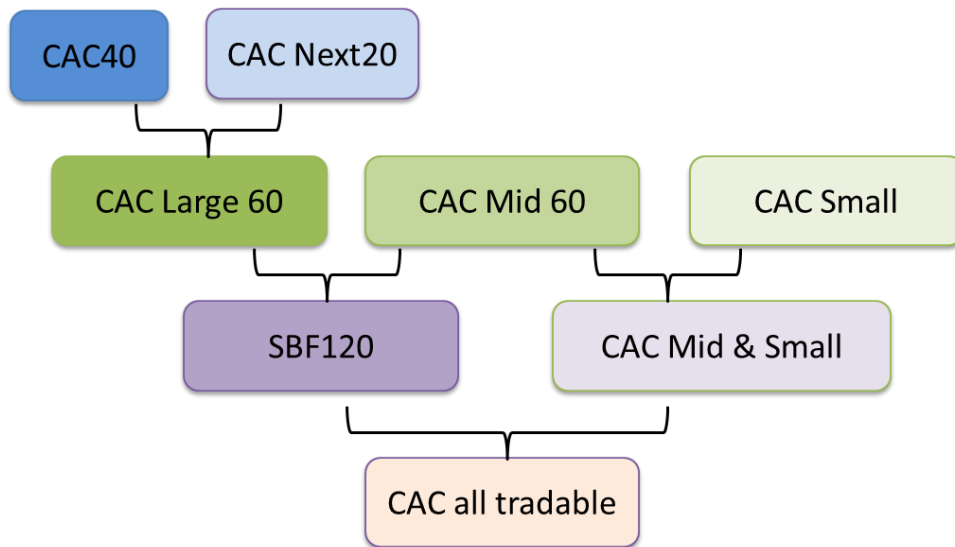 CAC40
CAC Next20
CAC Large 60
CAC Mid 60
CAC Small
SBF120
CAC Mid & Small
CAC all tradable